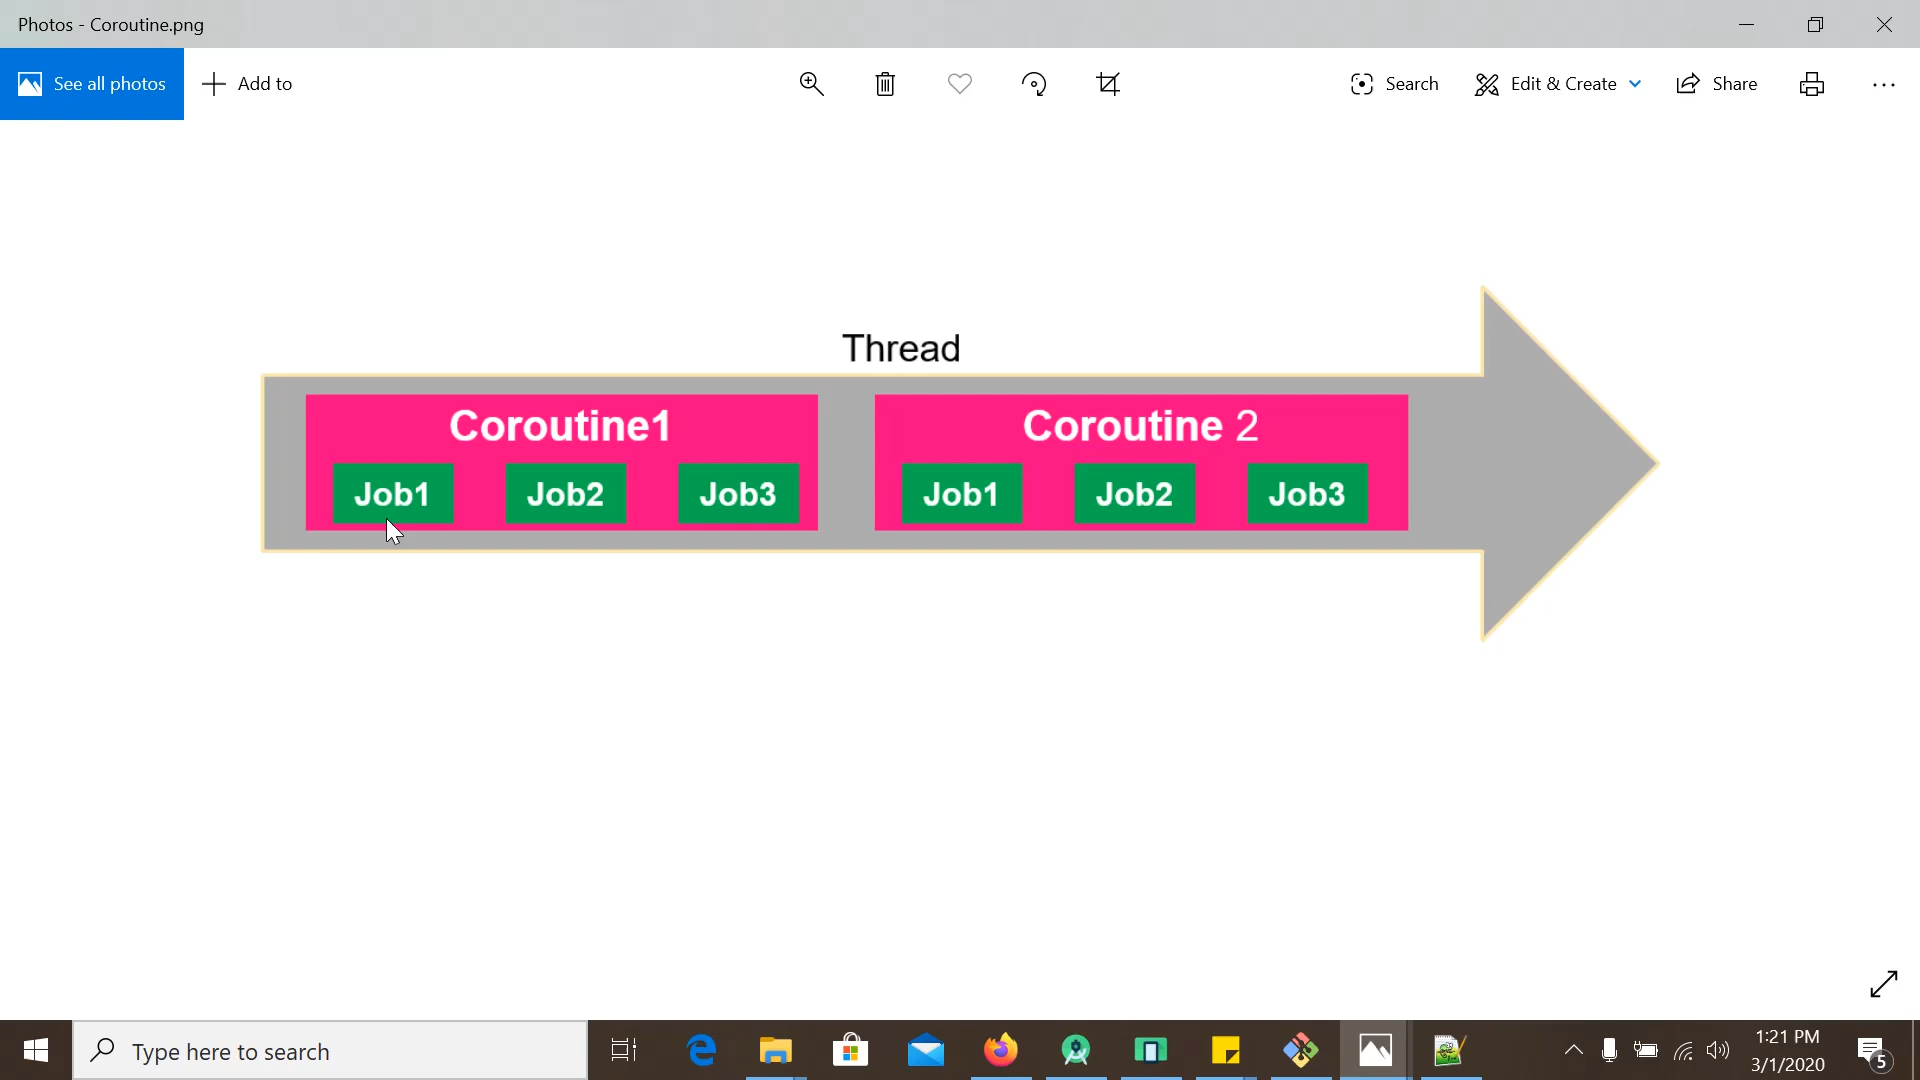 Photos - Coroutine.png
See all photos
Add to
Search
Edit & Create
Share
Thread
Coroutine1
Coroutine 2
Job1 Job2 Job3
Job1 Job2 Job3
Type here to search
1:21 PM
3/1/2020
5